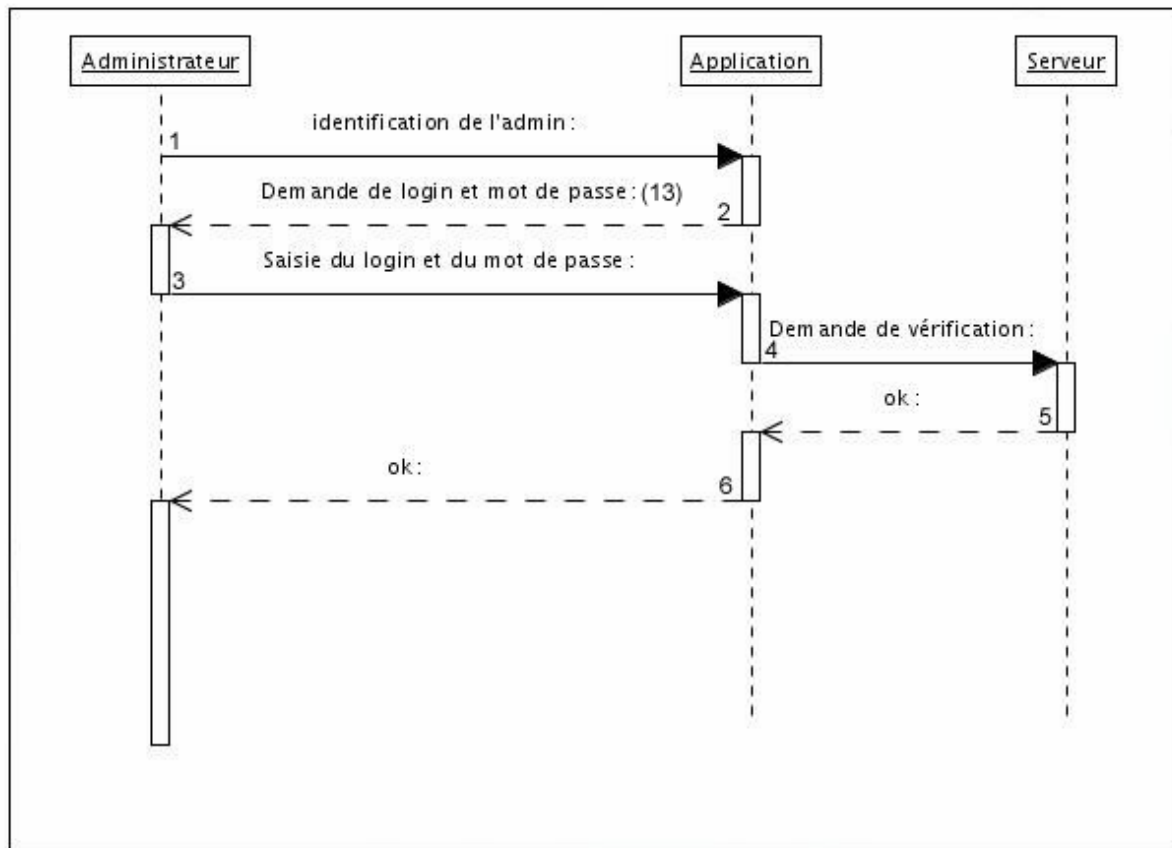 Administrateur
Application
Serveur
identification de l'admin :
1
Demande de login et mot de passe : (13)
2
Saisie du login et du mot de passe :
3
Demande de vérification :
4
ok :
5
ok :
6